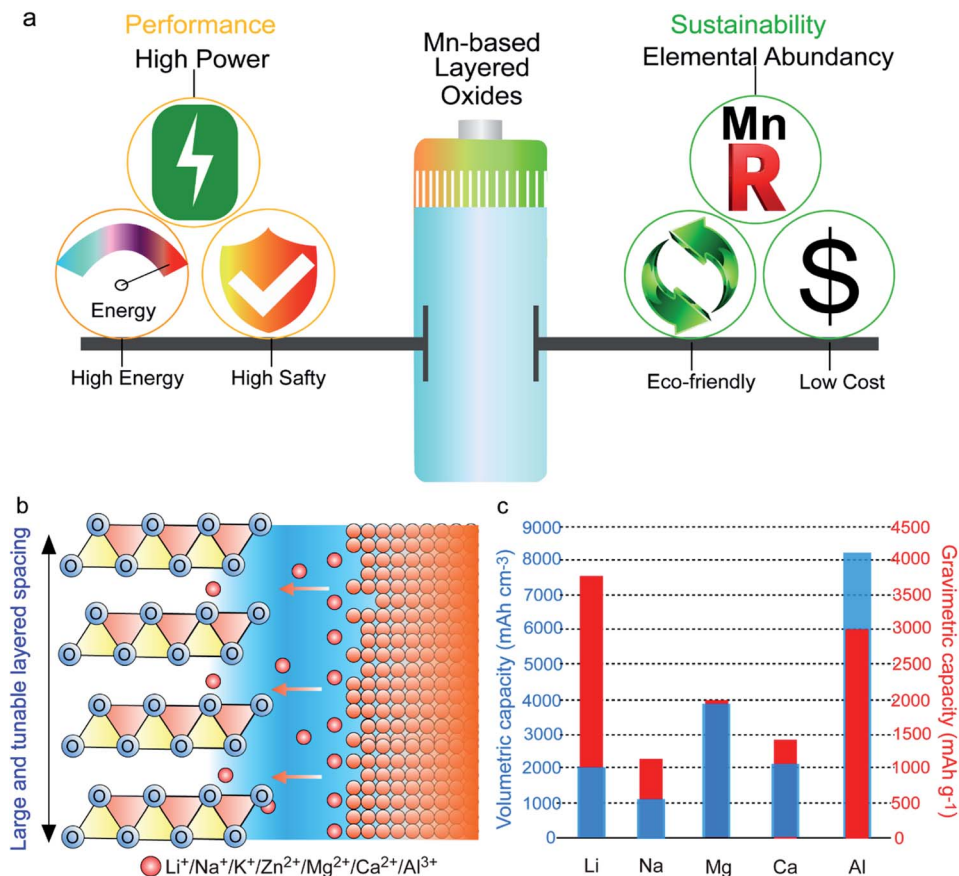 a
Performance
High Power
Energy
High Energy
High Safty
Mn-based
Layered
Oxides
Sustainability
Elemental Abundancy
Mn
R
$
Eco-friendly
Low Cost
b
Large and tunable layered spacing
O O O O
O O O O
O O O O
O O O O
O O O O
O O O O
O O O O
O O O O
Li⁺/Na⁺/K⁺/Zn²⁺/Mg²⁺/Ca²⁺/Al³⁺
c
Volumetric capacity (mAh cm-3)
9000
8000
7000
6000
5000
4000
3000
2000
1000
0
4500
4000
3500
3000
2500
2000
1500
1000
500
0
Gravimetric capacity (mAh g-1)
Li Na Mg Ca Al